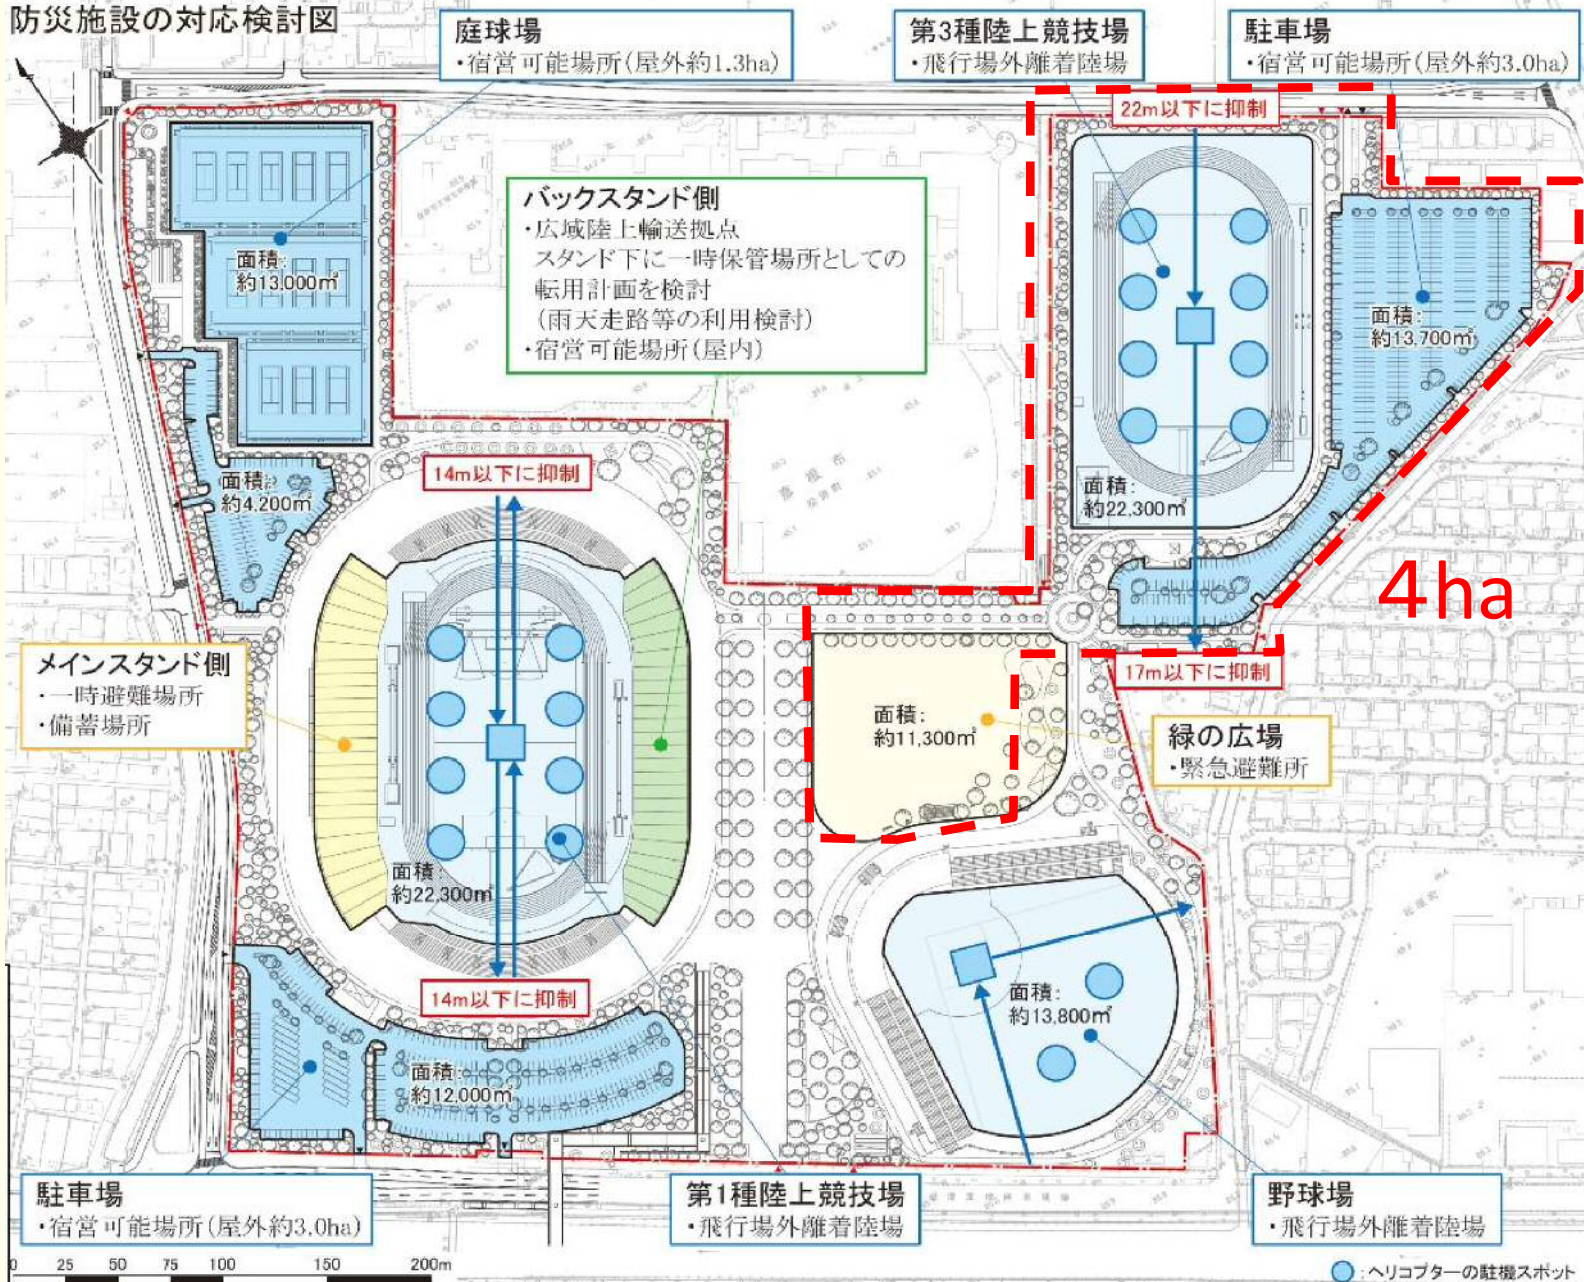 防災施設の対応検討図
庭球場
・宿営可能場所(屋外約1.3ha)
第3種陸上競技場
・飛行場外離着陸場
駐車場
・宿営可能場所(屋外約3.0ha)
22m以下に抑制
バックスタンド側
・広域陸上輸送拠点
スタンド下に一時保管場所としての
転用計画を検討
(雨天走路等の利用検討)
・宿営可能場所(屋内)
面積:
約13,000㎡
面積:
約13,700㎡
面積:
約4,200㎡
14m以下に抑制
面積:
約22,300㎡
4ha
メインスタンド側
・一時避難場所
・備蓄場所
17m以下に抑制
面積:
約11,300㎡
緑の広場
・緊急避難所
面積:
約22,300㎡
14m以下に抑制
面積:
約13,800㎡
面積:
約12,000㎡
駐車場
・宿営可能場所(屋外約3.0ha)
第1種陸上競技場
・飛行場外離着陸場
野球場
・飛行場外離着陸場
0 25 50 75 100 150 200m
:ヘリコプターの駐機スポット